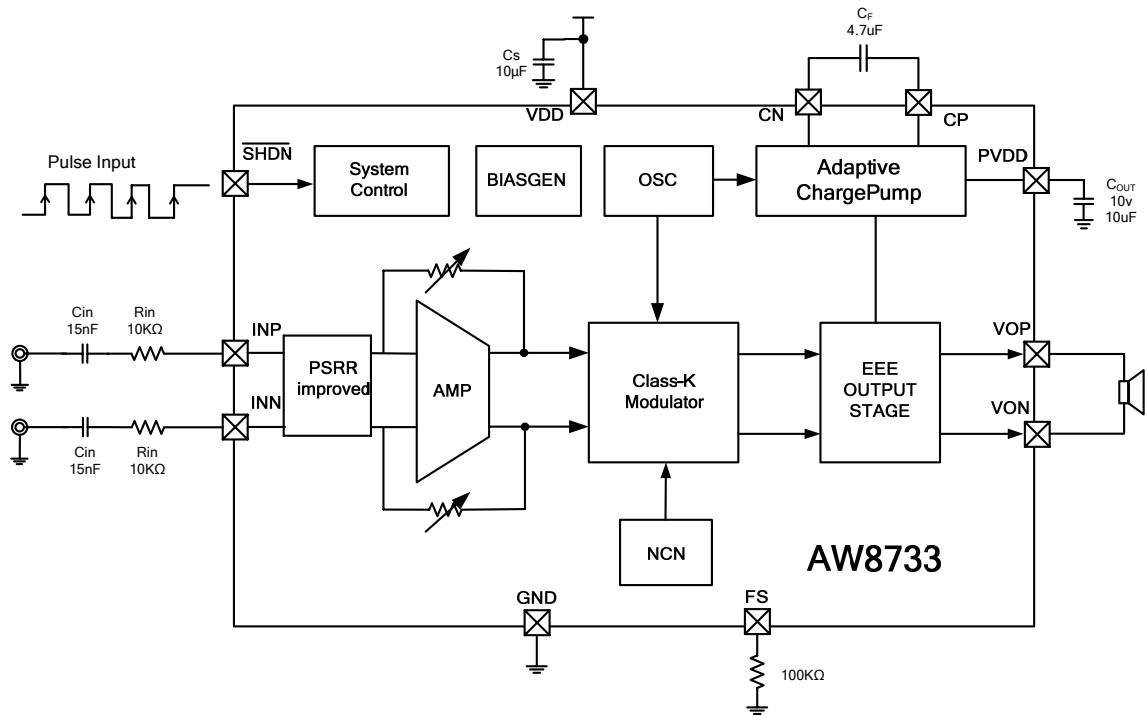 CF
4.7uF
Cs
10µF
VDD
CN
CP
Pulse Input
SHDN
System
Control
BIASGEN
OSC
Adaptive
ChargePump
PVDD
COUT
10v
10uF
Cin
15nF
Rin
10KΩ
INP
PSRR
improved
AMP
Class-K
Modulator
EEE
OUTPUT
STAGE
VOP
INN
VON
Cin
15nF
Rin
10KΩ
NCN
AW8733
GND
FS
100KΩ